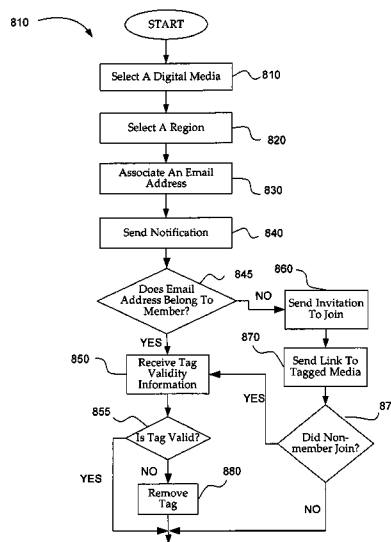 START
810
Select A Digital Media
810
Select A Region
820
Associate An Email
Address
830
Send Notification
840
Does Email
Address Belong To
Member?
845
NO
860
Send Invitation
To Join
870
Send Link To
Tagged Media
YES
850
Receive Tag
Validity
Information
YES
855
Is Tag Valid?
Did Non-
member Join?
YES
NO
880
Remove
Tag
NO